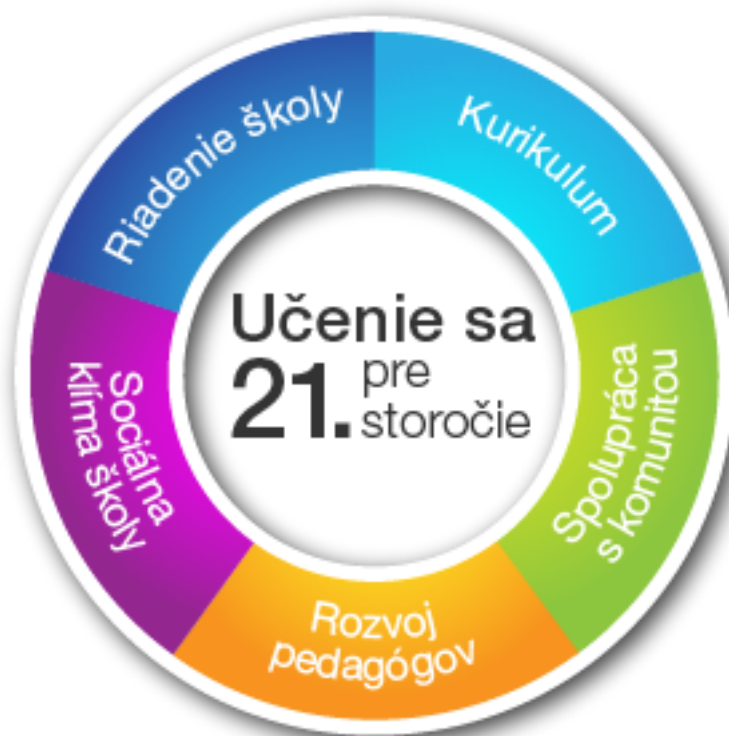 Riadenie školy
Kurikulum
Učenie sa
21. pre
storočie
Sociálna
klíma školy
Spolupráca
s komunitou
Rozvoj
pedagógov